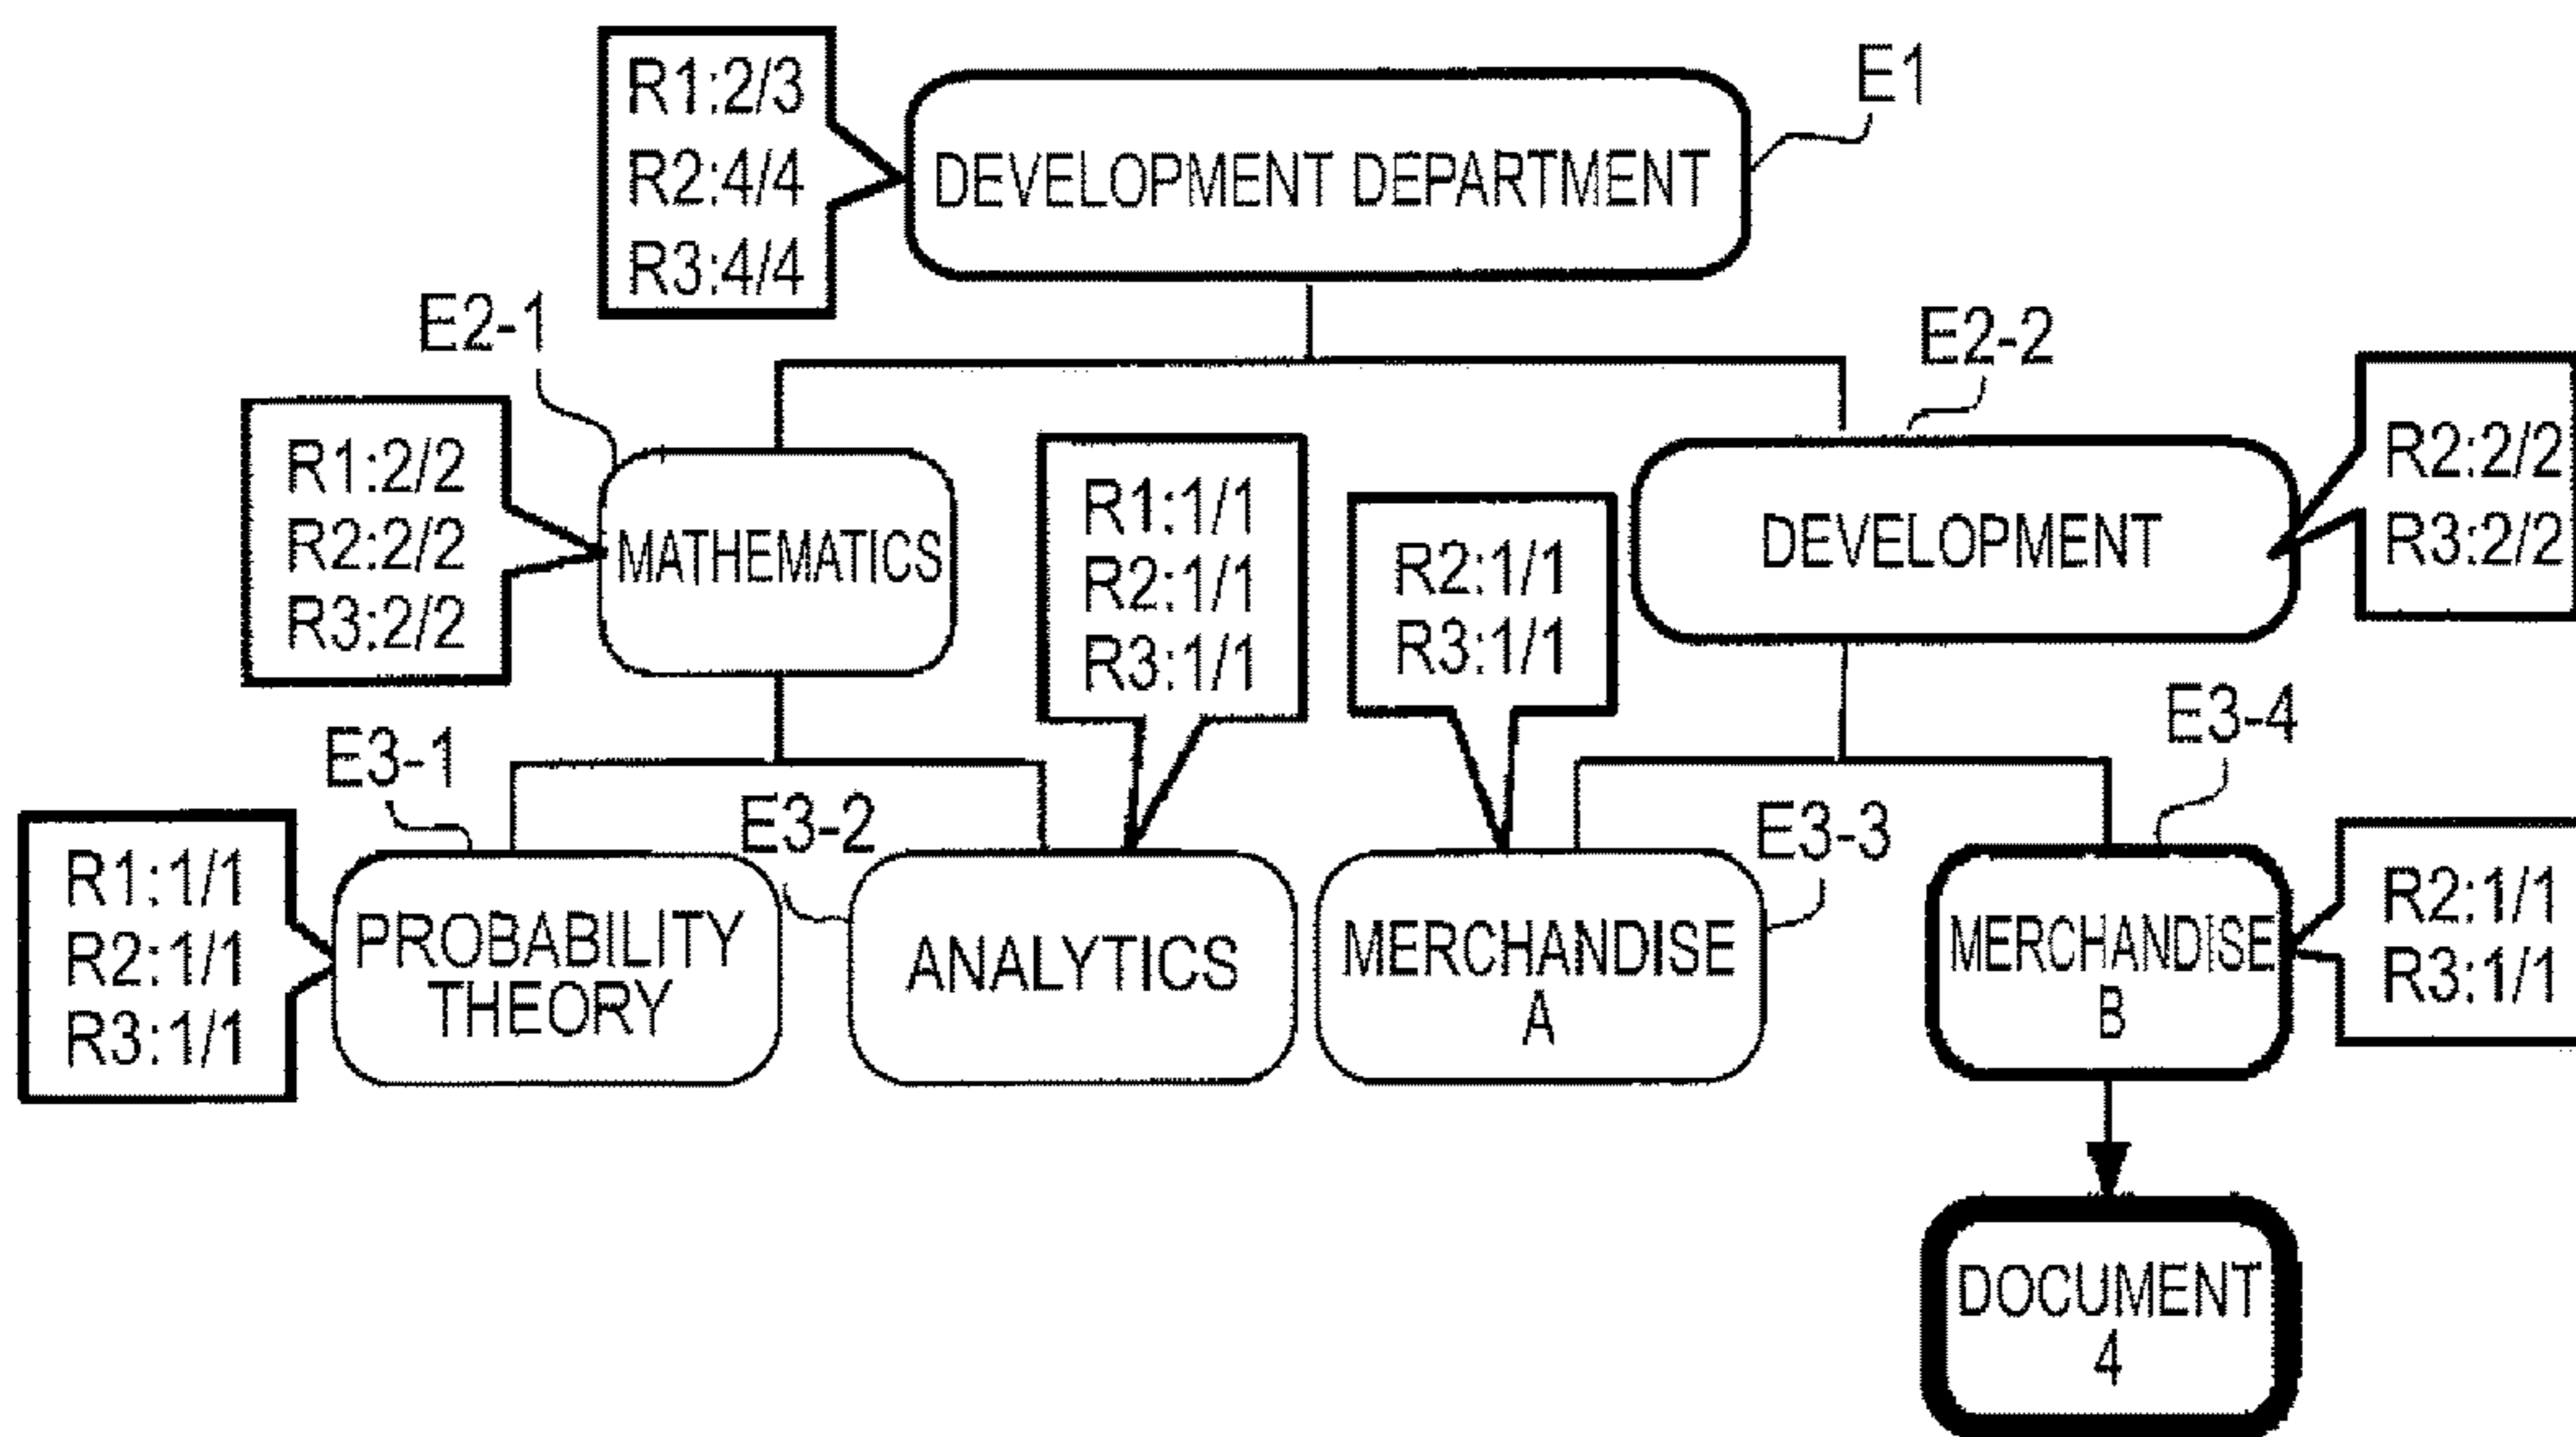 R1:2/3
R2:4/4
R3:4/4
DEVELOPMENT DEPARTMENT
E1
E2-1
R1:2/2
R2:2/2
R3:2/2
MATHEMATICS
R1:1/1
R2:1/1
R3:1/1
R2:1/1
R3:1/1
E2-2
DEVELOPMENT
R2:2/2
R3:2/2
E3-1
R1:1/1
R2:1/1
R3:1/1
PROBABILITY
THEORY
E3-2
ANALYTICS
MERCHANDISE
A
E3-3
E3-4
MERCHANDISE
B
R2:1/1
R3:1/1
DOCUMENT
4